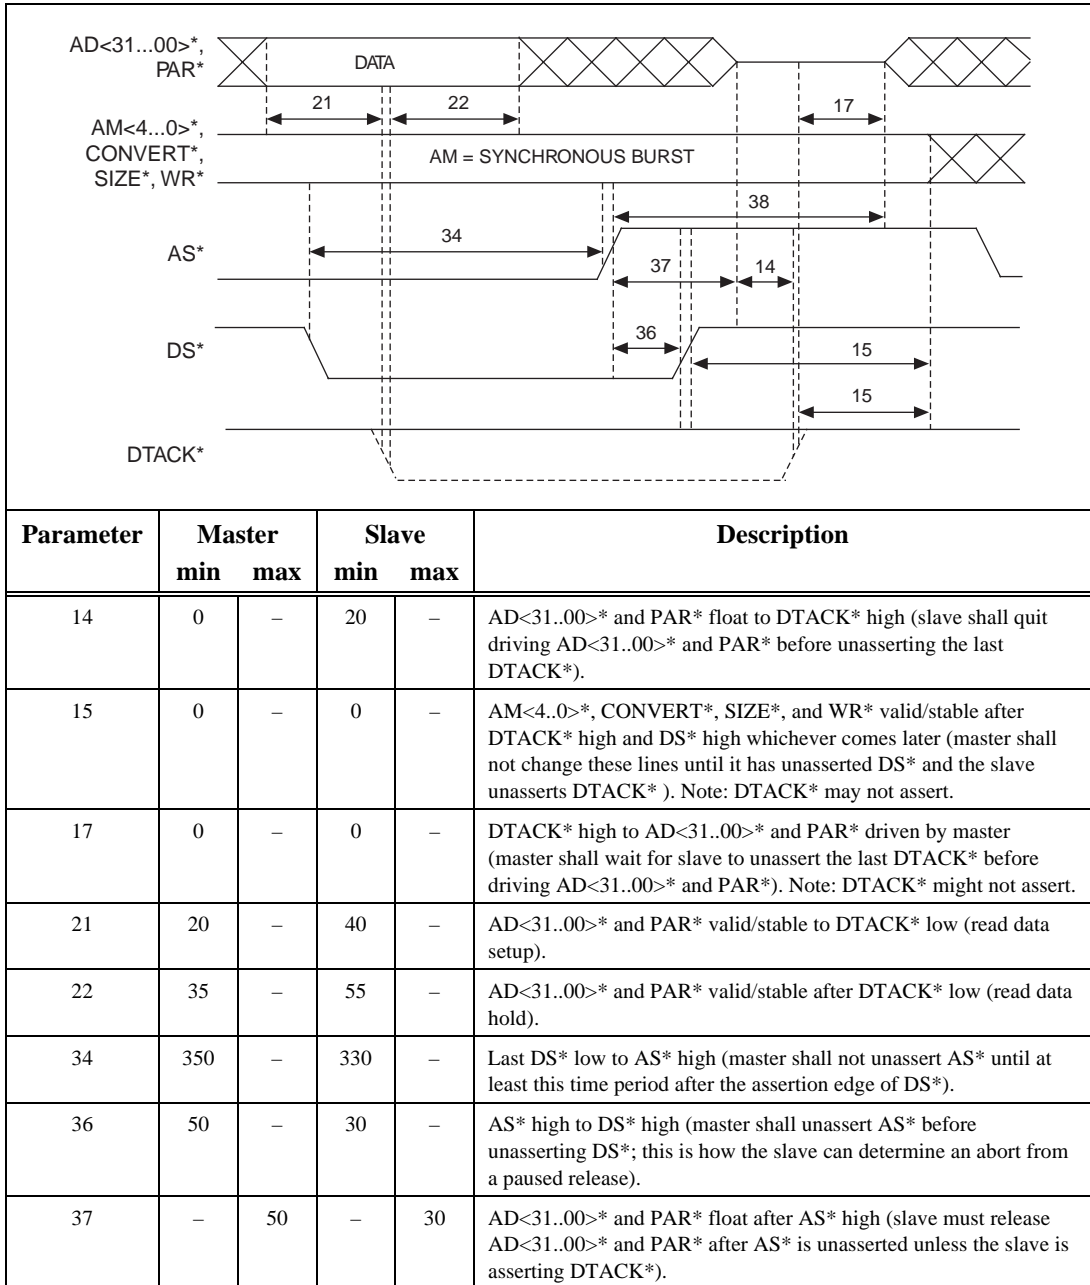 AD<31...00>*,
PAR*
DATA
21
22
17
AM<4...0>*,
CONVERT*,
SIZE*, WR*
AM = SYNCHRONOUS BURST
38
AS*
34
37
14
DS*
36
15
15
DTACK*
Parameter Master Slave Description
min max min max
14 0 – 20 – AD<31..00>* and PAR* float to DTACK* high (slave shall quit
driving AD<31..00>* and PAR* before unasserting the last
DTACK*).
15 0 – 0 – AM<4..0>*, CONVERT*, SIZE*, and WR* valid/stable after
DTACK* high and DS* high whichever comes later (master shall
not change these lines until it has unasserted DS* and the slave
unasserts DTACK* ). Note: DTACK* may not assert.
17 0 – 0 – DTACK* high to AD<31..00>* and PAR* driven by master
(master shall wait for slave to unassert the last DTACK* before
driving AD<31..00>* and PAR*). Note: DTACK* might not assert.
21 20 – 40 – AD<31..00>* and PAR* valid/stable to DTACK* low (read data
setup).
22 35 – 55 – AD<31..00>* and PAR* valid/stable after DTACK* low (read data
hold).
34 350 – 330 – Last DS* low to AS* high (master shall not unassert AS* until at
least this time period after the assertion edge of DS*).
36 50 – 30 – AS* high to DS* high (master shall unassert AS* before
unasserting DS*; this is how the slave can determine an abort from
a paused release).
37 – 50 – 30 AD<31..00>* and PAR* float after AS* high (slave must release
AD<31..00>* and PAR* after AS* is unasserted unless the slave is
asserting DTACK*).